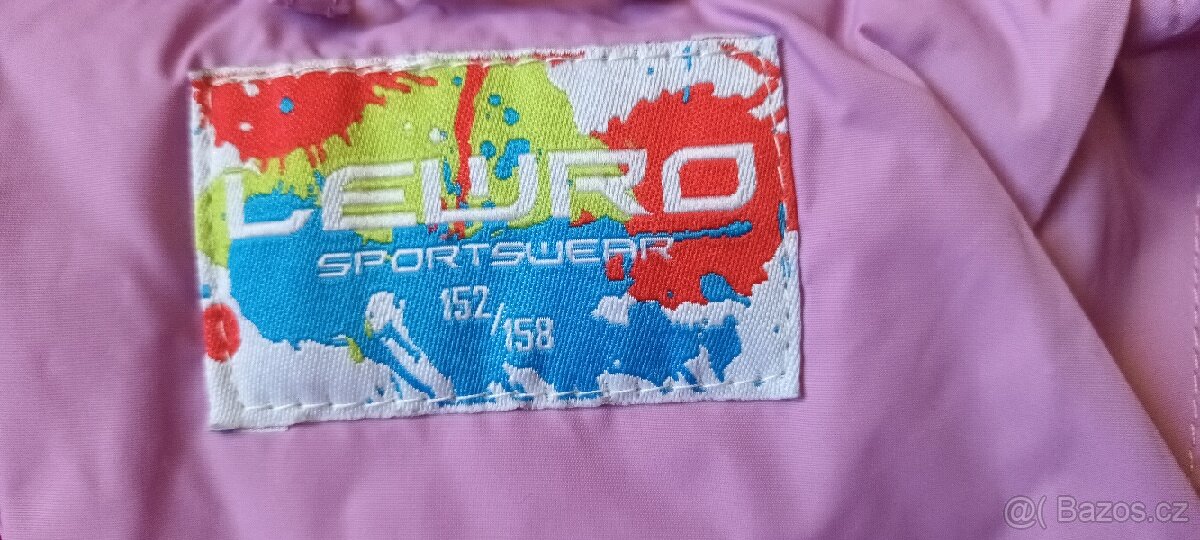 LEWRO
SPORTSWEAR
152/158
@( Bazos.cz